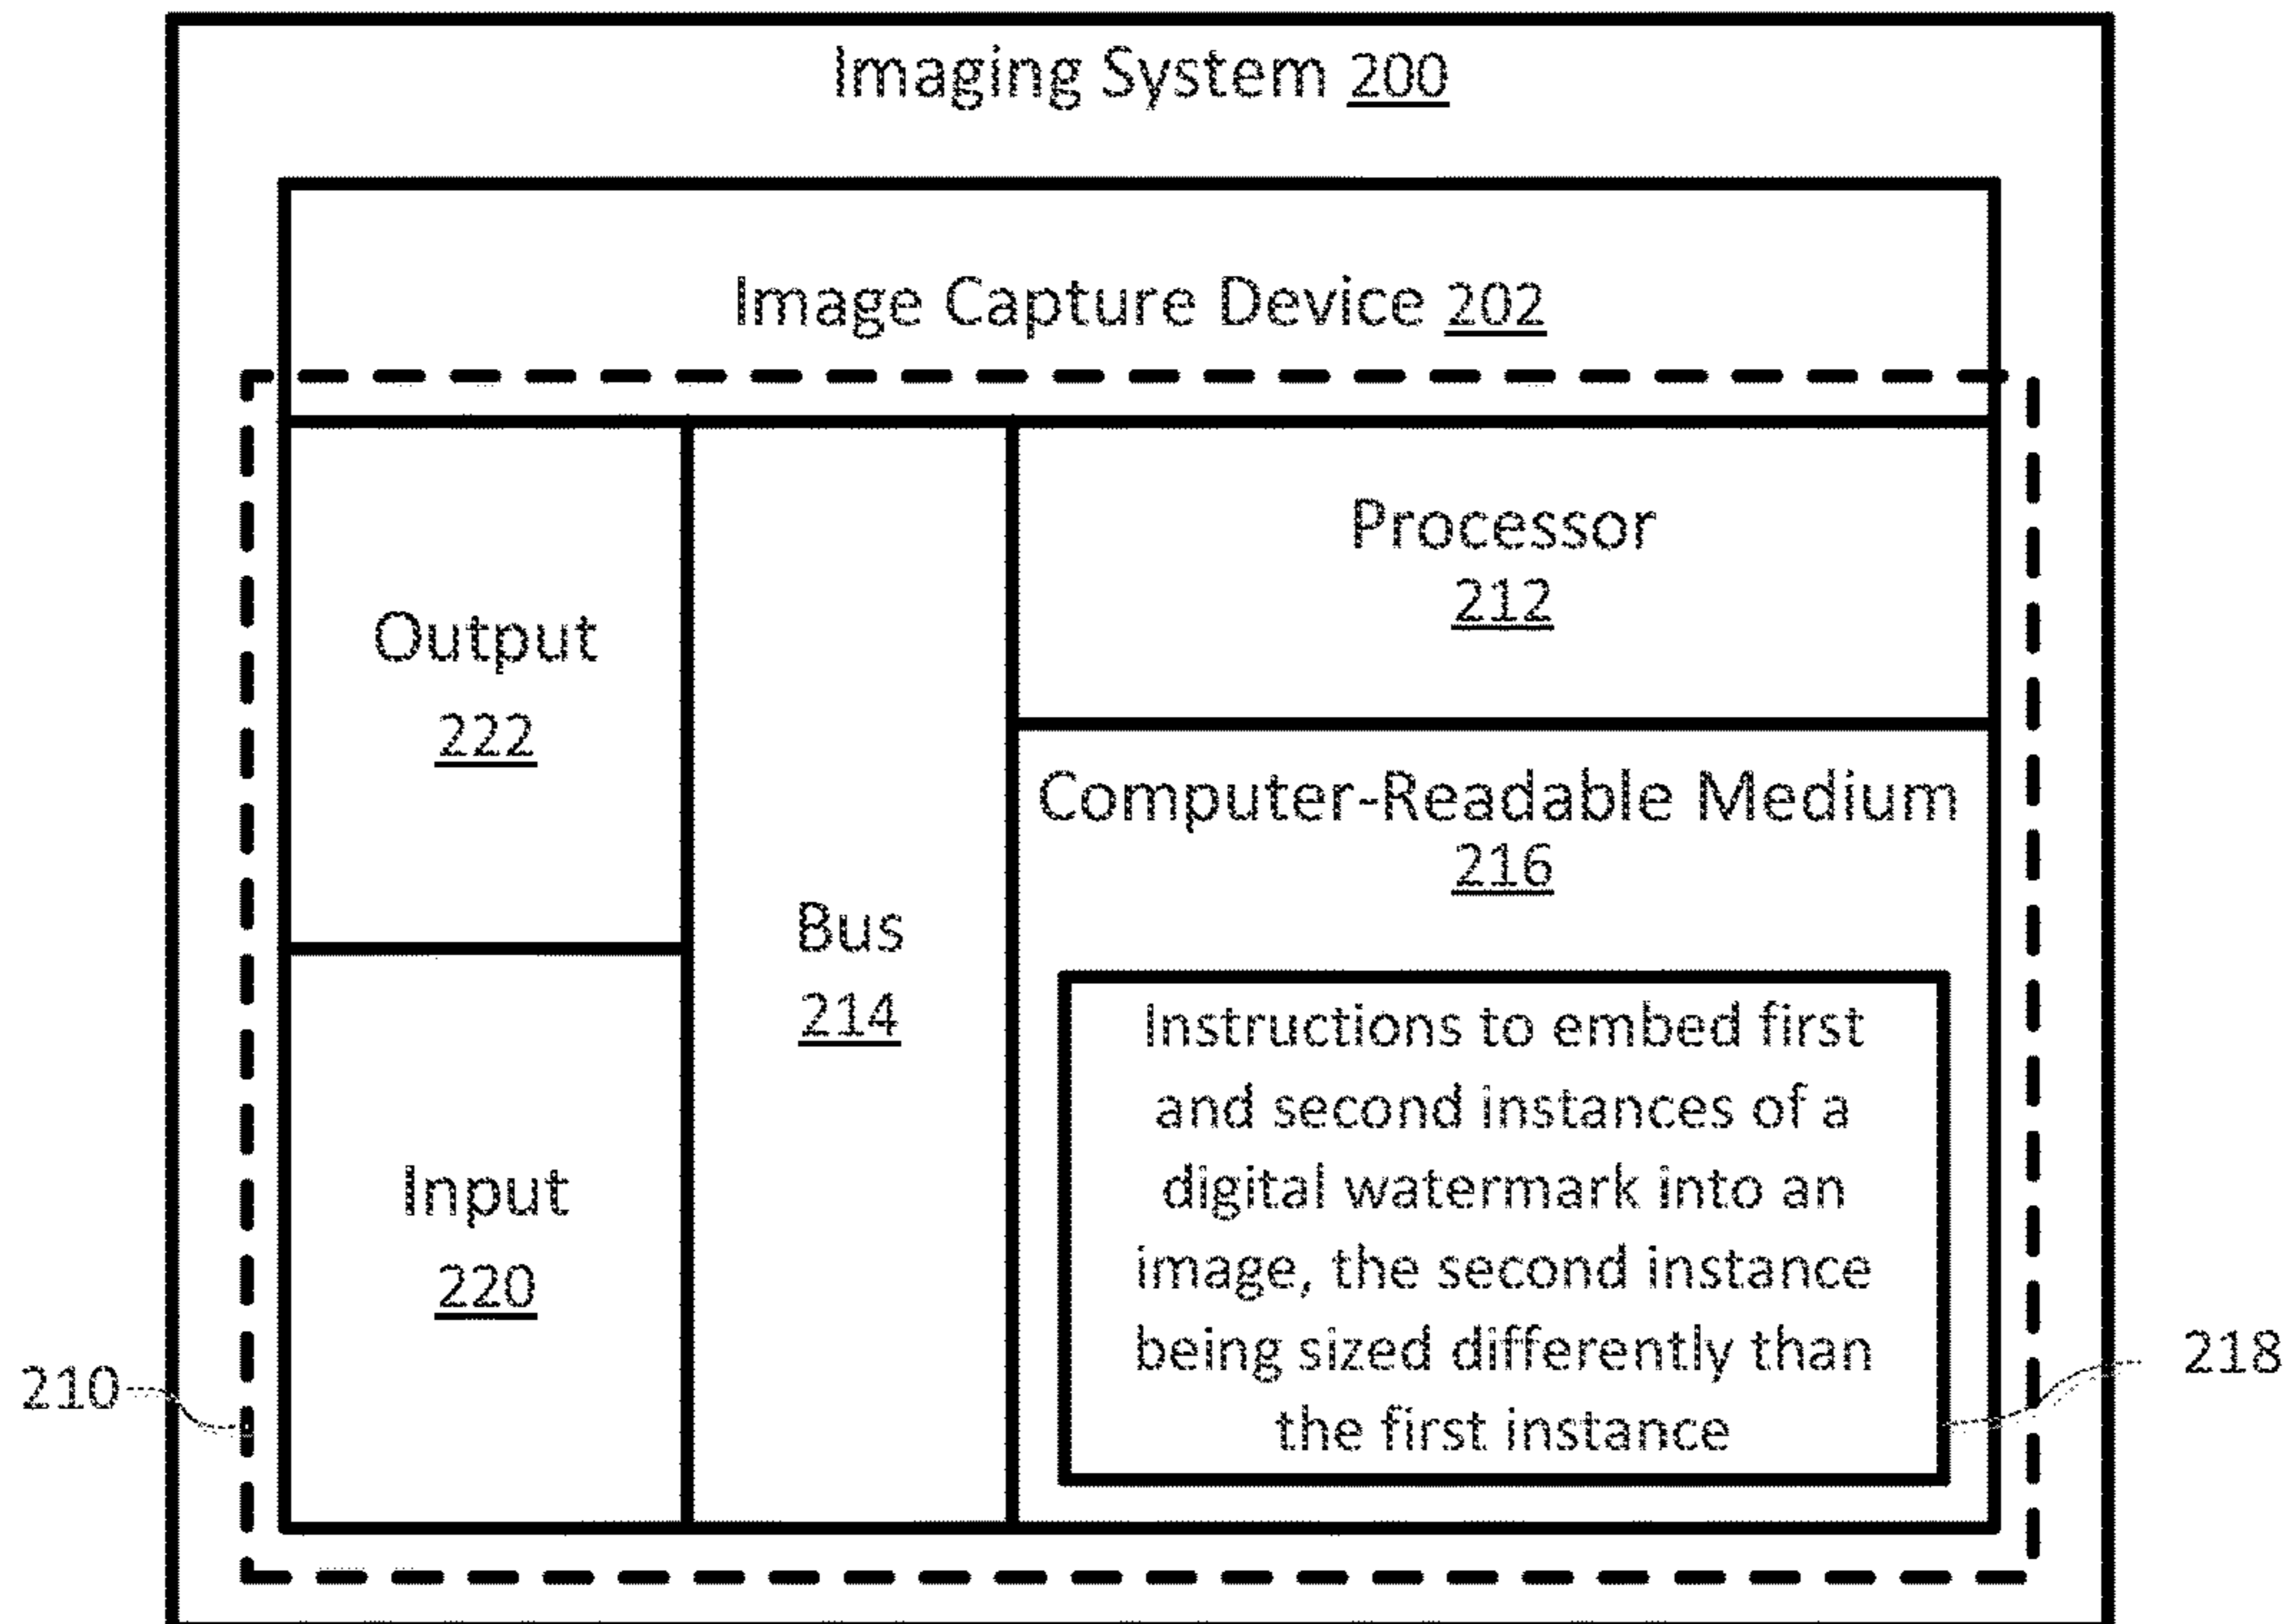 Imaging System 200
Image Capture Device 202
Output
222
Input
220
Bus
214
Processor
212
Computer-Readable Medium
216
Instructions to embed first
and second instances of a
digital watermark into an
image, the second instance
being sized differently than
the first instance
210
218